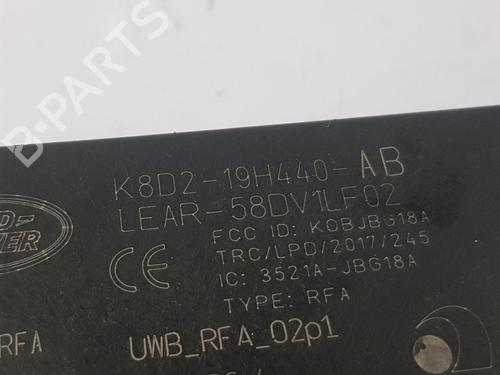 K8D2-19H440-AB
LEAR-58DV1LF02
FCC ID: KOBJBG18A
TRC/LPD/2017/245
IC: 3521A-JBG18A
TYPE: RFA
CE
RFA
UWB_RFA_02p1